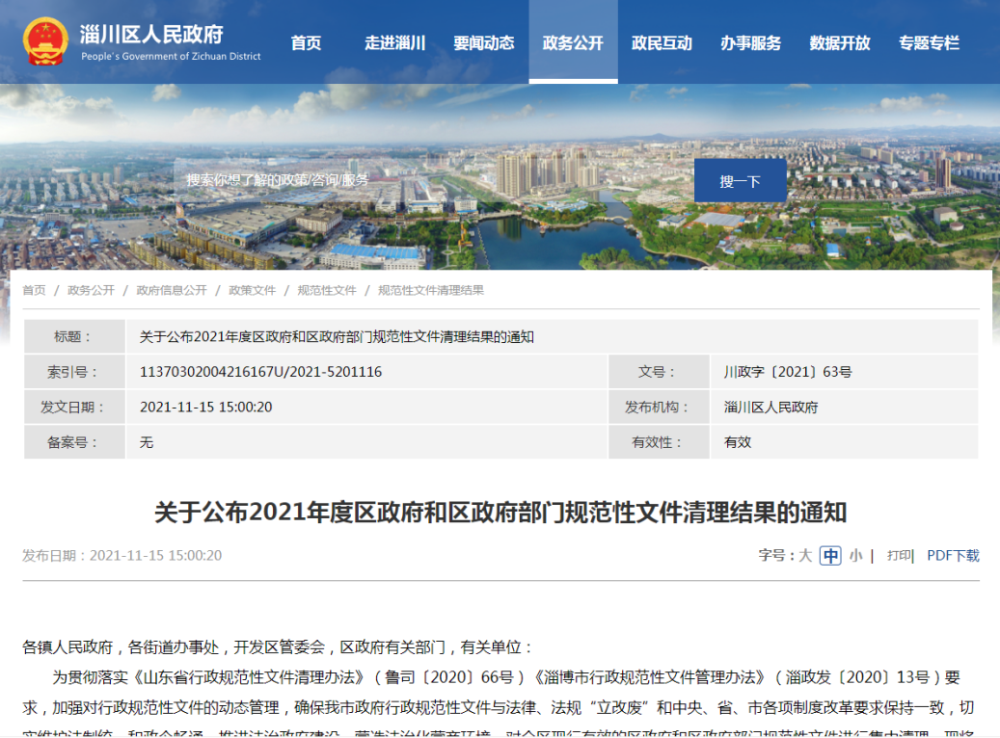 淄川区人民政府
People's Government of Zichuan District
首页 走进淄川 要闻动态 政务公开 政民互动 办事服务 数据开放 专题专栏
搜索你想了解的政策/咨询/服务 搜一下
首页 / 政务公开 / 政府信息公开 / 政策文件 / 规范性文件 / 规范性文件清理结果
标题： 关于公布2021年度区政府和区政府部门规范性文件清理结果的通知
索引号： 11370302004216167U/2021-5201116 文号： 川政字〔2021〕63号
发文日期： 2021-11-15 15:00:20 发布机构： 淄川区人民政府
备案号： 无 有效性： 有效
关于公布2021年度区政府和区政府部门规范性文件清理结果的通知
发布日期：2021-11-15 15:00:20 字号：大 中 小 | 打印| PDF下载
各镇人民政府，各街道办事处，开发区管委会，区政府有关部门，有关单位：
为贯彻落实《山东省行政规范性文件清理办法》（鲁司〔2020〕66号）《淄博市行政规范性文件管理办法》（淄政发〔2020〕13号）要
求，加强对行政规范性文件的动态管理，确保我市政府行政规范性文件与法律、法规“立改废”和中央、省、市各项制度改革要求保持一致，切
实维护法制统一和政令畅通，推进法治政府建设，营造法治化营商环境，对全区现行有效的区政府和区政府部门规范性文件进行集中清理。现将